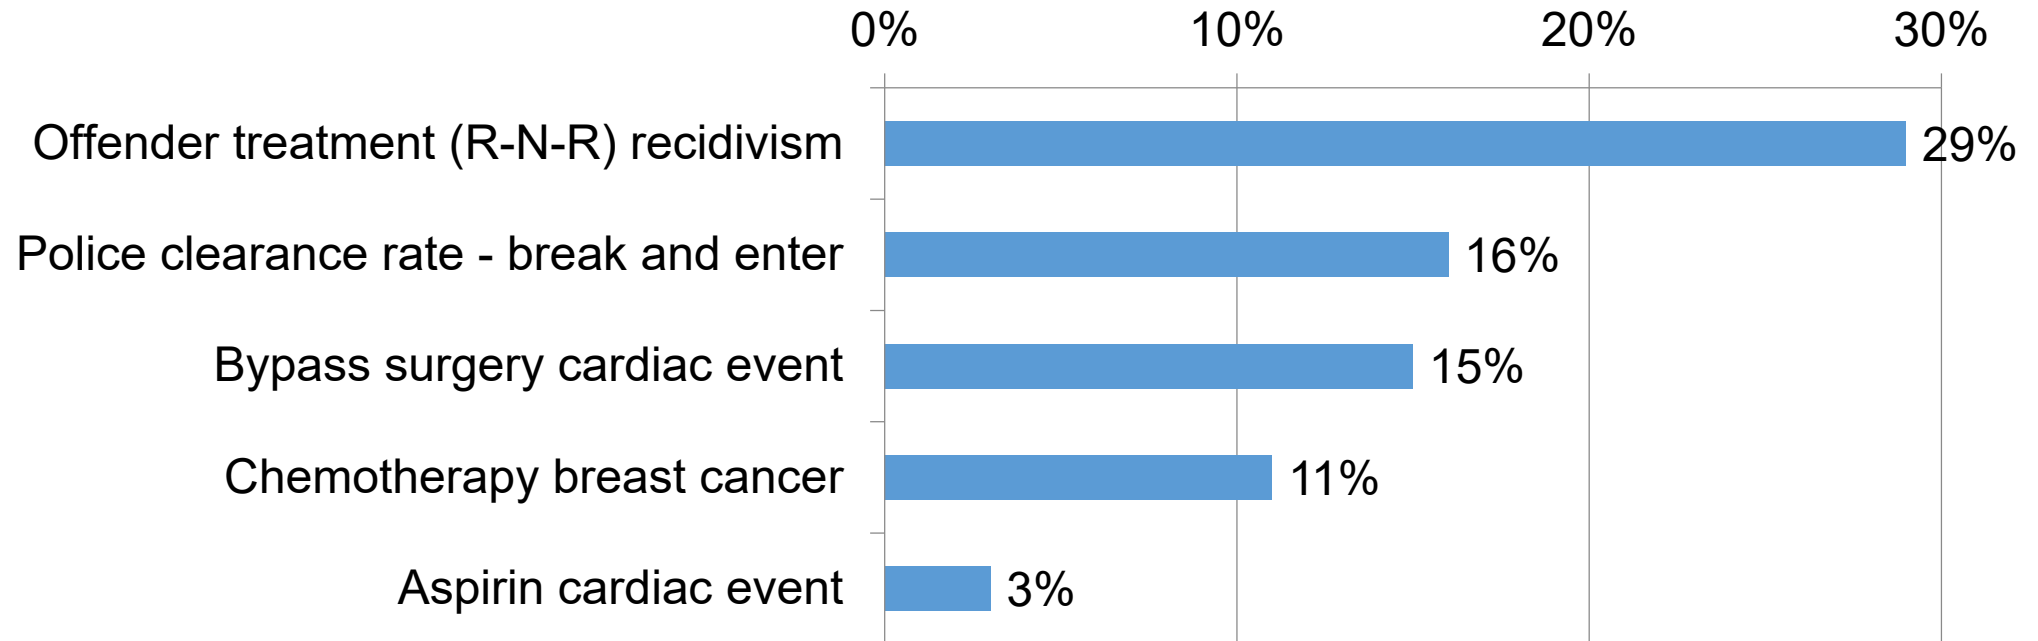 0% 10% 20% 30%
Offender treatment (R-N-R) recidivism 29%
Police clearance rate - break and enter 16%
Bypass surgery cardiac event 15%
Chemotherapy breast cancer 11%
Aspirin cardiac event 3%